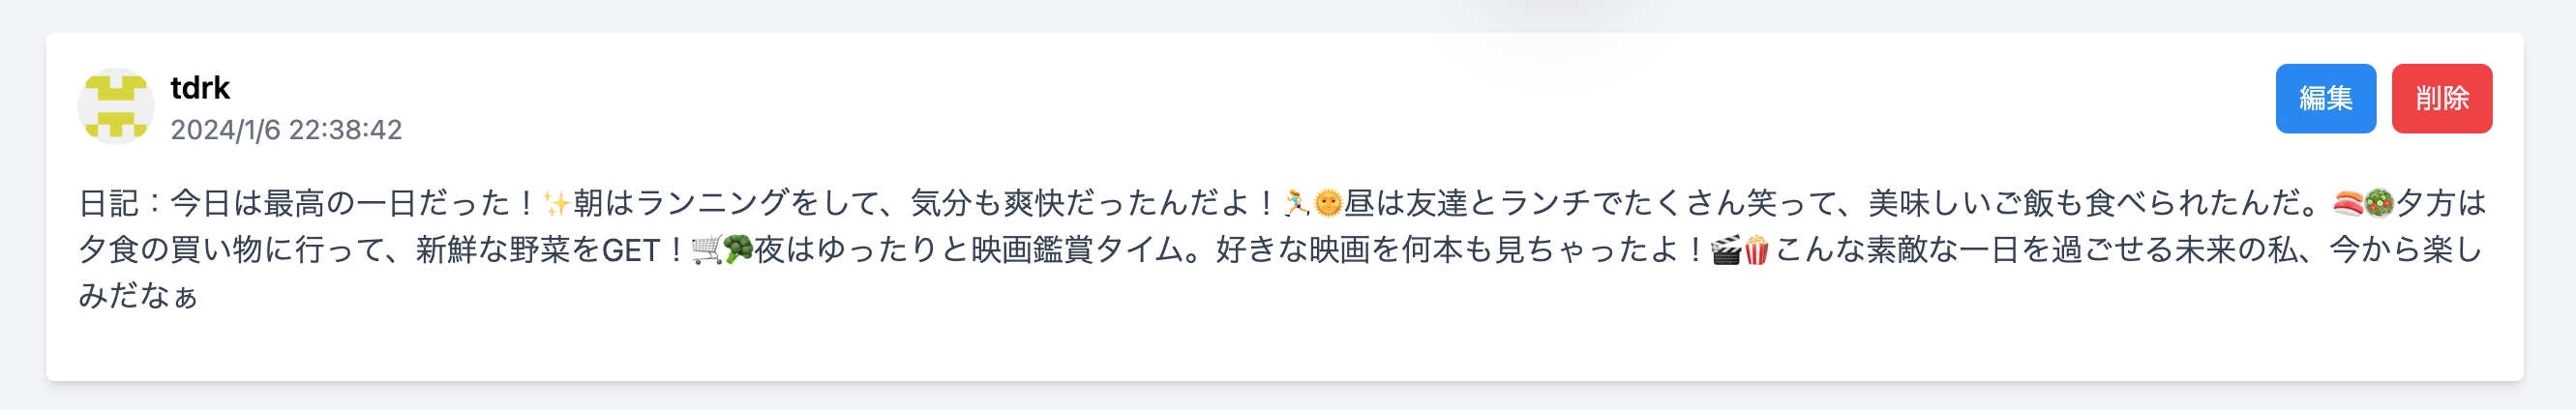 tdrk
2024/1/6 22:38:42
編集
削除
日記：今日は最高の一日だった！✨朝はランニングをして、気分も爽快だったんだよ！🏃🌞昼は友達とランチでたくさん笑って、美味しいご飯も食べられたんだ。🍣🥗夕方は
夕食の買い物に行って、新鮮な野菜をGET！🛒🥦夜はゆったりと映画鑑賞タイム。好きな映画を何本も見ちゃったよ！🎬🍿こんな素敵な一日を過ごせる未来の私、今から楽し
みだなぁ